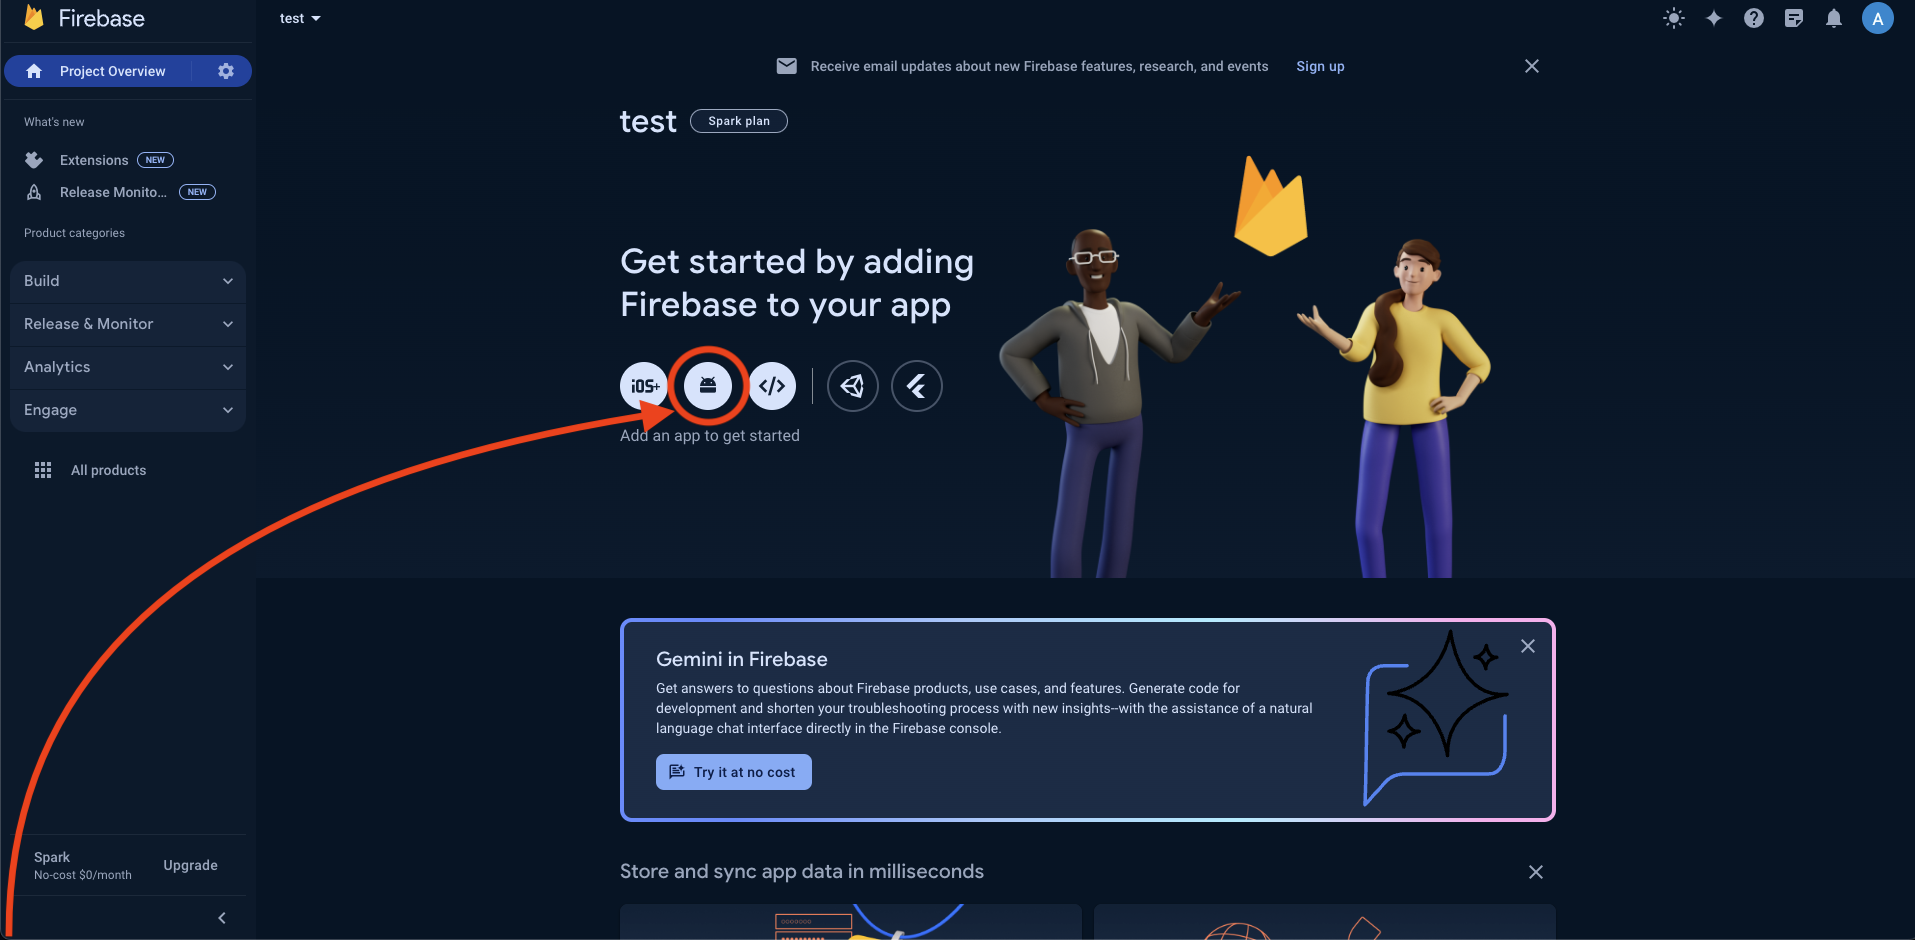 Firebase
test
A
Project Overview
Receive email updates about new Firebase features, research, and events
Sign up
What's new
Extensions NEW
Release Monito... NEW
Product categories
Build
Release & Monitor
Analytics
Engage
All products
test
Spark plan
Get started by adding
Firebase to your app
iOS+
Add an app to get started
Gemini in Firebase
Get answers to questions about Firebase products, use cases, and features. Generate code for
development and shorten your troubleshooting process with new insights–with the assistance of a natural
language chat interface directly in the Firebase console.
Try it at no cost
Spark
No-cost $0/month
Upgrade
Store and sync app data in milliseconds